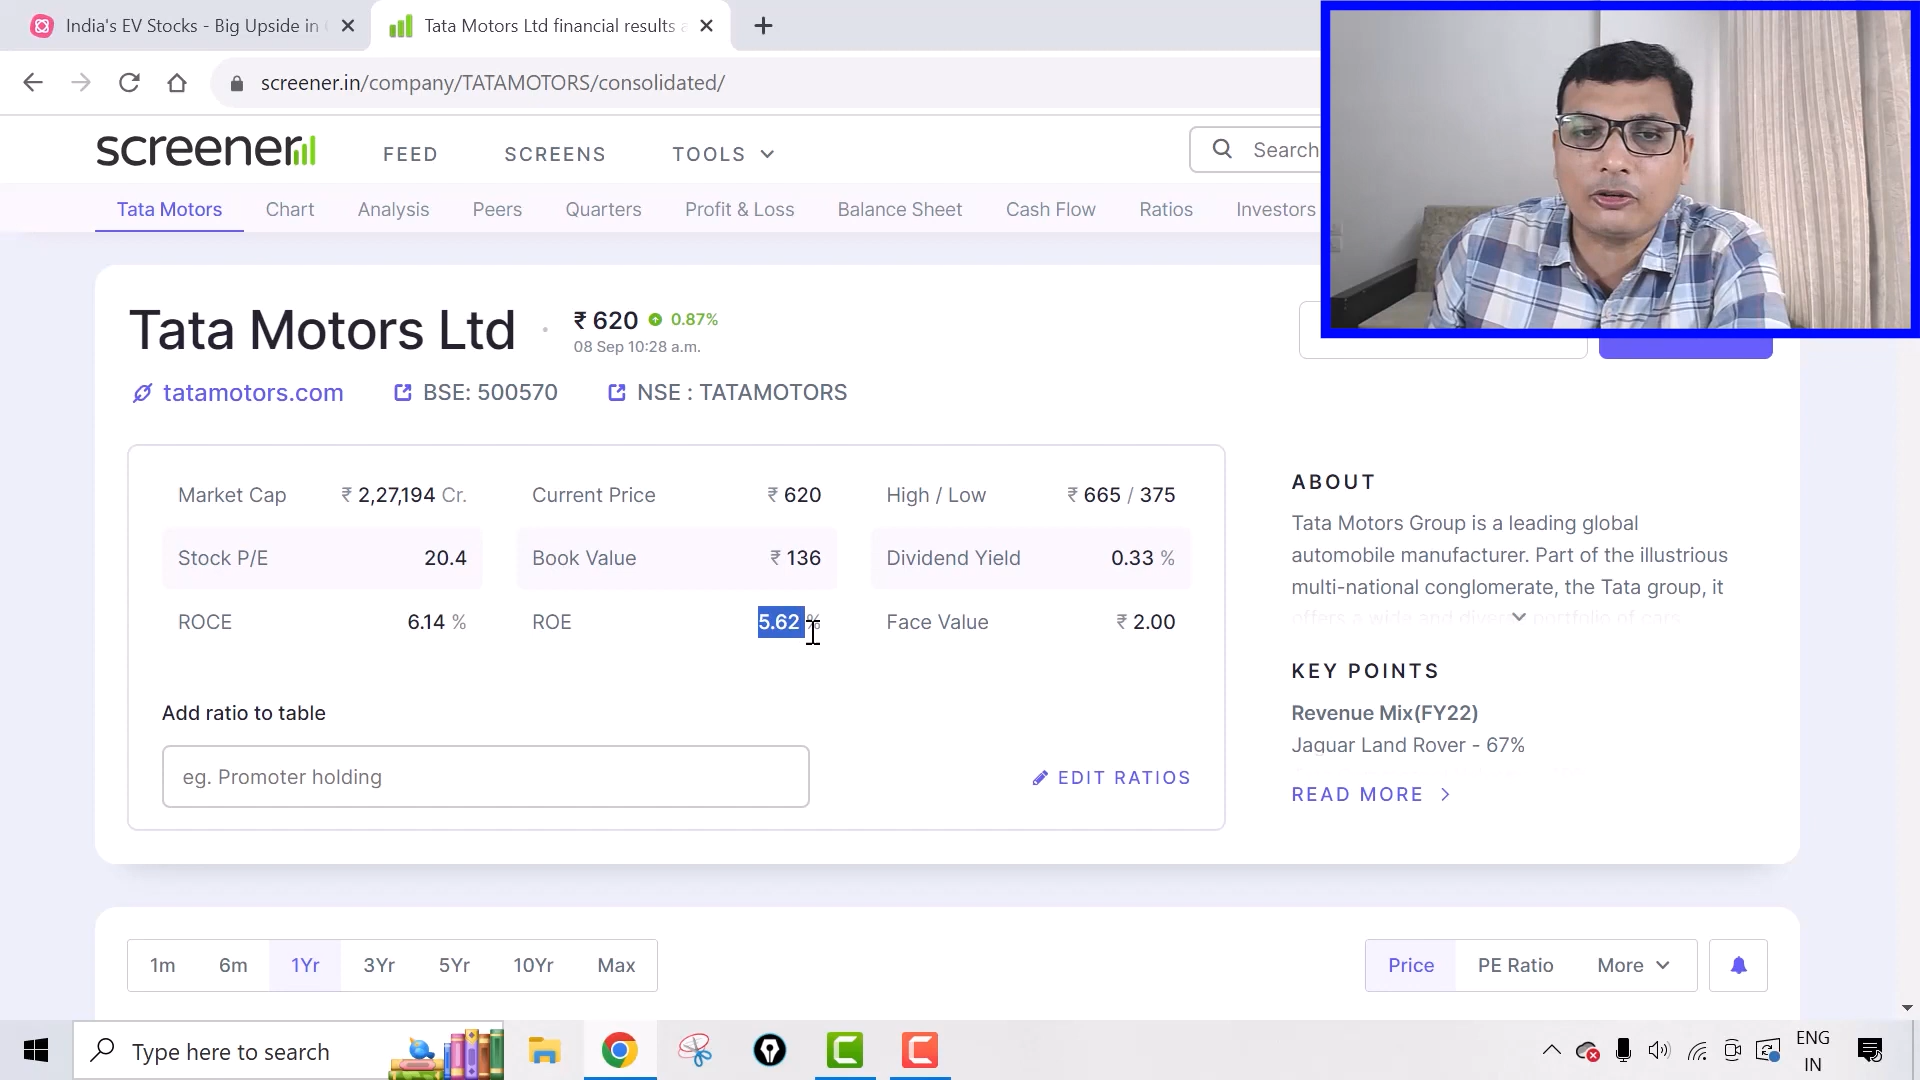 India's EV Stocks - Big Upside in
Tata Motors Ltd financial results a
screener.in/company/TATAMOTORS/consolidated/
screener
FEED
SCREENS
TOOLS
Search
Tata Motors
Chart
Analysis
Peers
Quarters
Profit & Loss
Balance Sheet
Cash Flow
Ratios
Investors
Tata Motors Ltd
₹ 620
0.87%
08 Sep 10:28 a.m.
tatamotors.com
BSE: 500570
NSE : TATAMOTORS
Market Cap ₹ 2,27,194 Cr.
Current Price ₹ 620
High / Low ₹ 665 / 375
Stock P/E 20.4
Book Value ₹ 136
Dividend Yield 0.33 %
ROCE 6.14 %
ROE 5.62 %
Face Value ₹ 2.00
Add ratio to table
eg. Promoter holding
EDIT RATIOS
ABOUT
Tata Motors Group is a leading global
automobile manufacturer. Part of the illustrious
multi-national conglomerate, the Tata group, it
offers a wide and diverse portfolio of cars
KEY POINTS
Revenue Mix(FY22)
Jaguar Land Rover - 67%
READ MORE
1m
6m
1Yr
3Yr
5Yr
10Yr
Max
Price
PE Ratio
More
Type here to search
ENG
IN